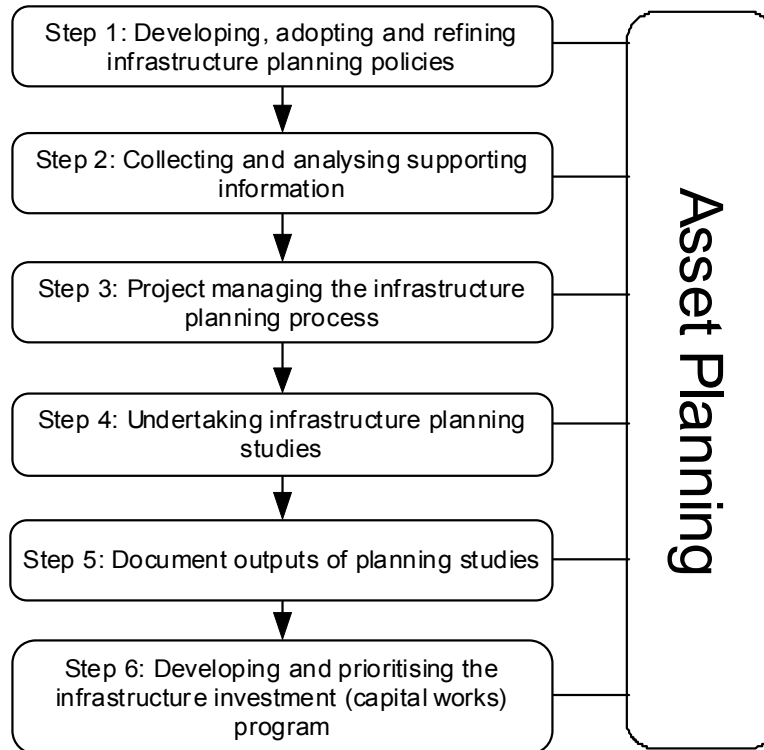 Step 1: Developing, adopting and refining
infrastructure planning policies
Step 2: Collecting and analysing supporting
information
Step 3: Project managing the infrastructure
planning process
Step 4: Undertaking infrastructure planning
studies
Step 5: Document outputs of planning studies
Step 6: Developing and prioritising the
infrastructure investment (capital works)
program
Asset Planning